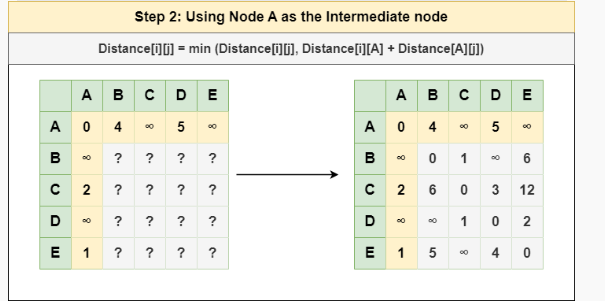 Step 2: Using Node A as the Intermediate node
Distance[i][j] = min (Distance[i][j], Distance[i][A] + Distance[A][j])
A B C D E
A 0 4 ∞ 5 ∞
B ∞ ? ? ? ?
C 2 ? ? ? ?
D ∞ ? ? ? ?
E 1 ? ? ? ?
A B C D E
A 0 4 ∞ 5 ∞
B ∞ 0 1 ∞ 6
C 2 6 0 3 12
D ∞ ∞ 1 0 2
E 1 5 ∞ 4 0